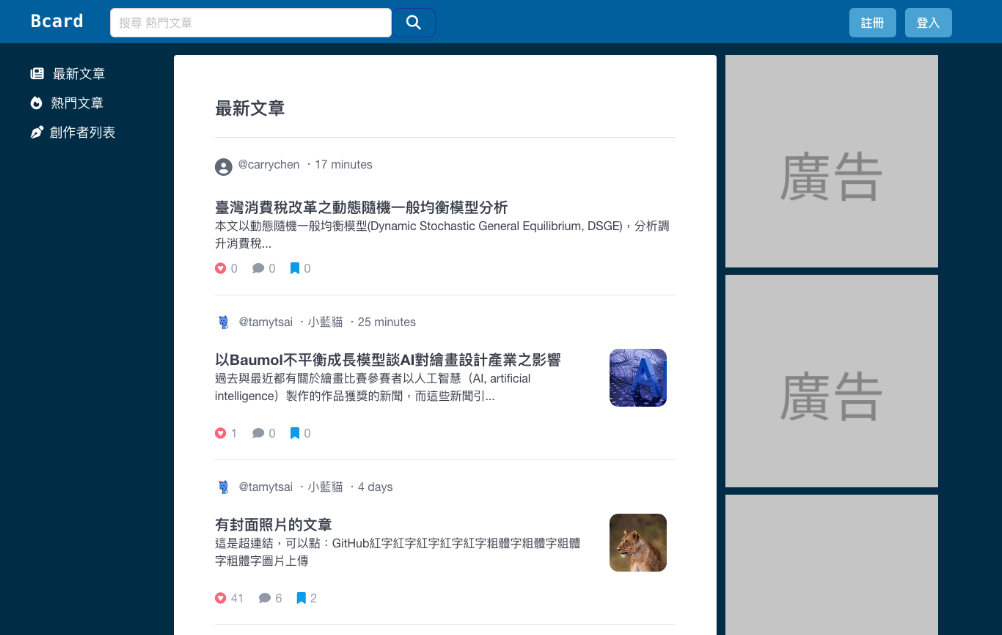 Bcard
搜尋 熱門文章
註冊
登入
最新文章
熱門文章
創作者列表
最新文章
@carrychen ・17 minutes
臺灣消費稅改革之動態隨機一般均衡模型分析
本文以動態隨機一般均衡模型(Dynamic Stochastic General Equilibrium, DSGE)，分析調
升消費稅...
0 0 0
@tamytsai ・小藍貓 ・25 minutes
以Baumol不平衡成長模型談AI對繪畫設計產業之影響
過去與最近都有關於繪畫比賽參賽者以人工智慧（AI, artificial
intelligence）製作的作品獲獎的新聞，而這些新聞引...
1 0 0
@tamytsai ・小藍貓 ・4 days
有封面照片的文章
這是超連結，可以點：GitHub紅字紅字紅字紅字紅字粗體字粗體字粗體
字粗體字圖片上傳
41 6 2
廣告
廣告